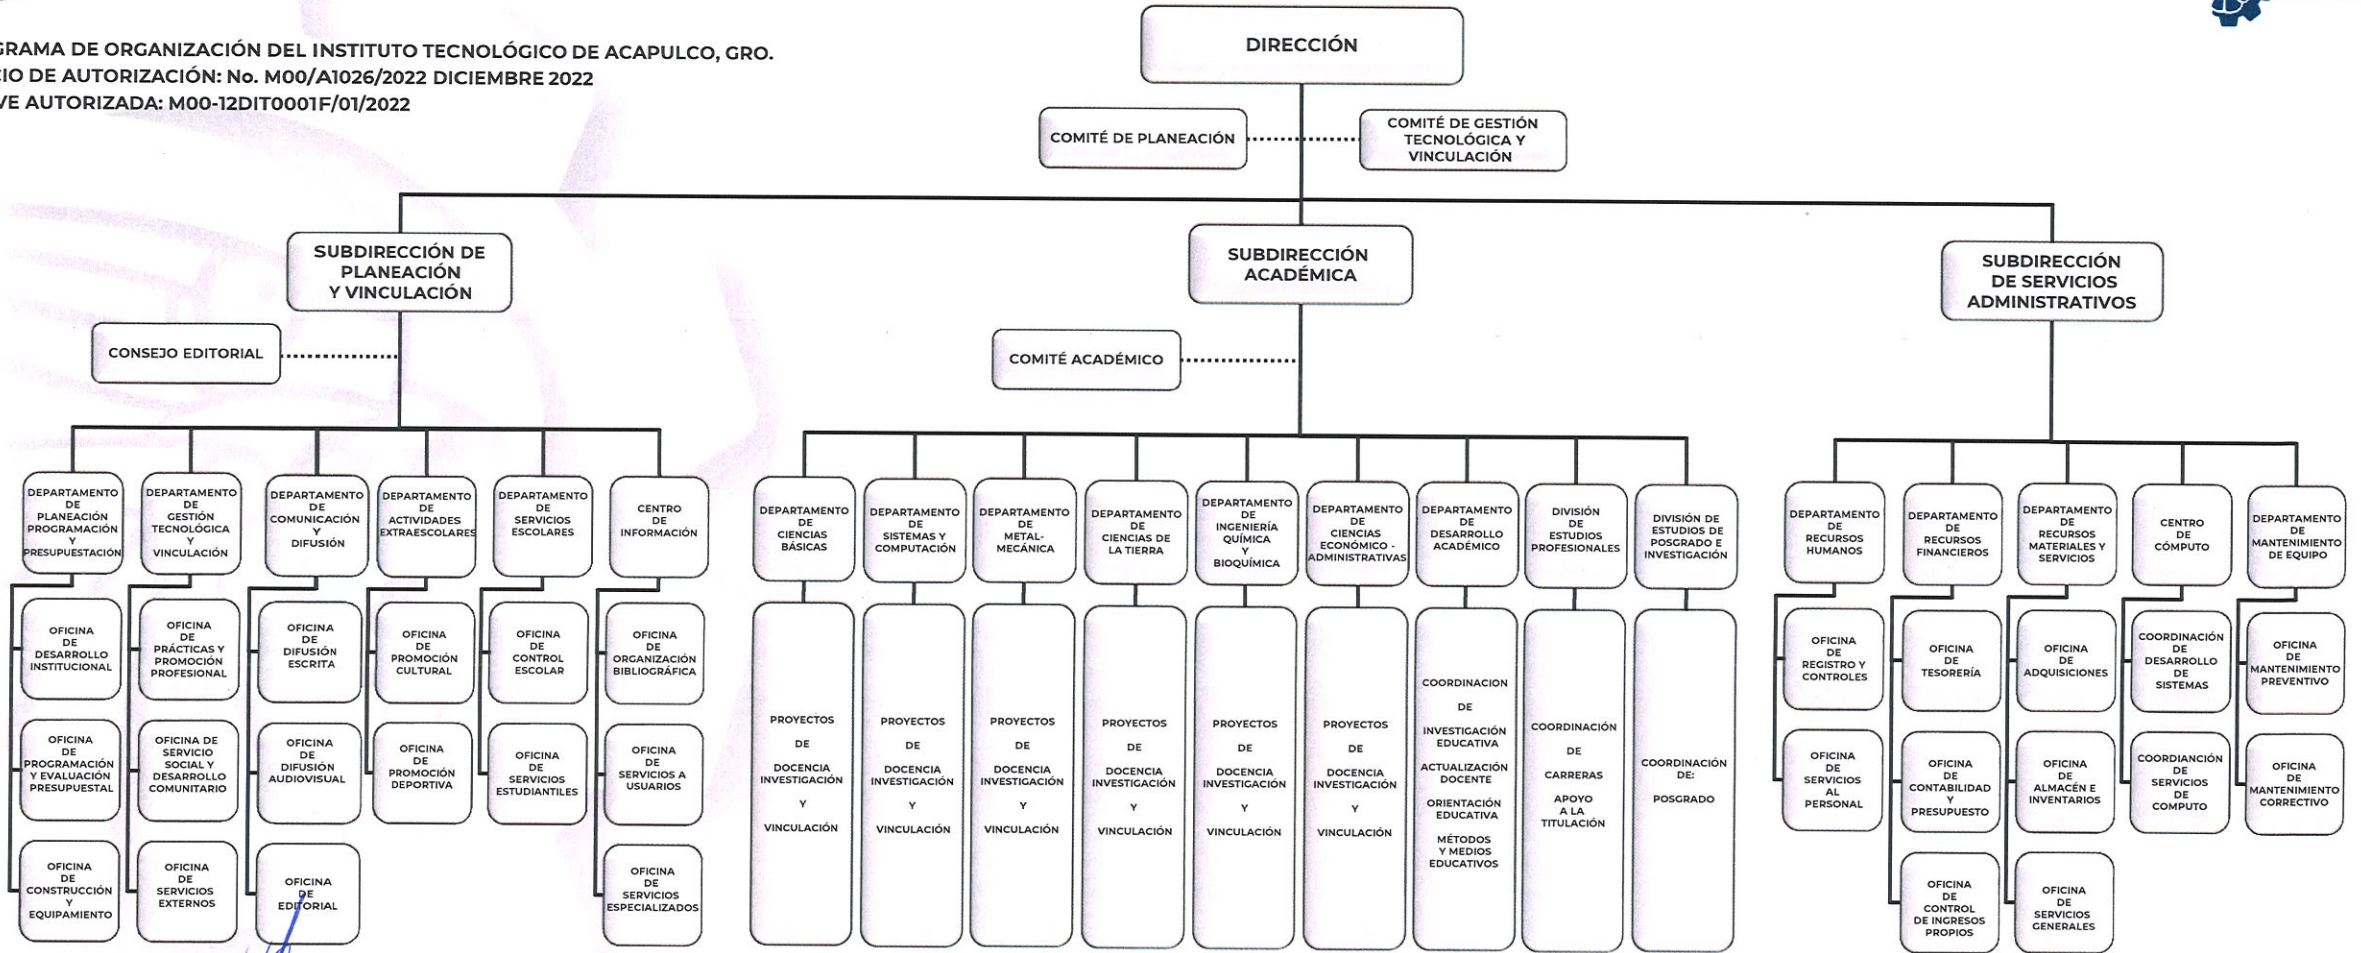 GRAMA DE ORGANIZACIÓN DEL INSTITUTO TECNOLÓGICO DE ACAPULCO, GRO.
IO DE AUTORIZACIÓN: No. M00/A1026/2022 DICIEMBRE 2022
VE AUTORIZADA: M00-12DIT0001F/01/2022
DIRECCIÓN
COMITÉ DE PLANEACIÓN
COMITÉ DE GESTIÓN
TECNOLÓGICA Y
VINCULACIÓN
SUBDIRECCIÓN DE
PLANEACIÓN
Y VINCULACIÓN
SUBDIRECCIÓN
ACADÉMICA
SUBDIRECCIÓN
DE SERVICIOS
ADMINISTRATIVOS
CONSEJO EDITORIAL
COMITÉ ACADÉMICO
DEPARTAMENTO
DE
PLANEACIÓN
PROGRAMACIÓN
Y
PRESUPUESTACIÓN
DEPARTAMENTO
DE
GESTIÓN
TECNOLÓGICA
Y
VINCULACIÓN
DEPARTAMENTO
DE
COMUNICACIÓN
Y
DIFUSIÓN
DEPARTAMENTO
DE
ACTIVIDADES
EXTRAESCOLARES
DEPARTAMENTO
DE
SERVICIOS
ESCOLARES
CENTRO
DE
INFORMACIÓN
DEPARTAMENTO
DE
CIENCIAS
BÁSICAS
DEPARTAMENTO
DE
SISTEMAS Y
COMPUTACIÓN
DEPARTAMENTO
DE
METAL-
MECÁNICA
DEPARTAMENTO
DE
CIENCIAS DE
LA TIERRA
DEPARTAMENTO
DE
INGENIERÍA
QUÍMICA
Y
BIOQUÍMICA
DEPARTAMENTO
DE
CIENCIAS
ECONÓMICO -
ADMINISTRATIVAS
DEPARTAMENTO
DE
DESARROLLO
ACADÉMICO
DIVISIÓN
DE
ESTUDIOS
PROFESIONALES
DIVISIÓN DE
ESTUDIOS DE
POSGRADO E
INVESTIGACIÓN
DEPARTAMENTO
DE
RECURSOS
HUMANOS
DEPARTAMENTO
DE
RECURSOS
FINANCIEROS
DEPARTAMENTO
DE
RECURSOS
MATERIALES Y
SERVICIOS
CENTRO
DE
CÓMPUTO
DEPARTAMENTO
DE
MANTENIMIENTO
DE EQUIPO
OFICINA
DE
DESARROLLO
INSTITUCIONAL
OFICINA
DE
PRÁCTICAS Y
PROMOCIÓN
PROFESIONAL
OFICINA
DE
DIFUSIÓN
ESCRITA
OFICINA
DE
PROMOCIÓN
CULTURAL
OFICINA
DE
CONTROL
ESCOLAR
OFICINA
DE
ORGANIZACIÓN
BIBLIOGRÁFICA
OFICINA
DE
PROGRAMACIÓN
Y EVALUACIÓN
PRESUPUESTAL
OFICINA DE
SERVICIO
SOCIAL Y
DESARROLLO
COMUNITARIO
OFICINA
DE
DIFUSIÓN
AUDIOVISUAL
OFICINA
DE
PROMOCIÓN
DEPORTIVA
OFICINA
DE
SERVICIOS
ESTUDIANTILES
OFICINA
DE
SERVICIOS A
USUARIOS
OFICINA
DE
CONSTRUCCIÓN
Y
EQUIPAMIENTO
OFICINA
DE
SERVICIOS
EXTERNOS
OFICINA
DE
EDITORIAL
OFICINA
DE
SERVICIOS
ESPECIALIZADOS
PROYECTOS
DE
DOCENCIA
INVESTIGACIÓN
Y
VINCULACIÓN
PROYECTOS
DE
DOCENCIA
INVESTIGACIÓN
Y
VINCULACIÓN
PROYECTOS
DE
DOCENCIA
INVESTIGACIÓN
Y
VINCULACIÓN
PROYECTOS
DE
DOCENCIA
INVESTIGACIÓN
Y
VINCULACIÓN
PROYECTOS
DE
DOCENCIA
INVESTIGACIÓN
Y
VINCULACIÓN
PROYECTOS
DE
DOCENCIA
INVESTIGACIÓN
Y
VINCULACIÓN
COORDINACION
DE
INVESTIGACIÓN
EDUCATIVA
ACTUALIZACIÓN
DOCENTE
ORIENTACIÓN
EDUCATIVA
MÉTODOS
Y MEDIOS
EDUCATIVOS
COORDINACIÓN
DE
CARRERAS
APOYO
A LA
TITULACIÓN
COORDINACIÓN
DE:
POSGRADO
OFICINA
DE
REGISTRO Y
CONTROLES
OFICINA
DE
TESORERÍA
OFICINA
DE
ADQUISICIONES
COORDINACIÓN
DE
DESARROLLO
DE
SISTEMAS
OFICINA
DE
MANTENIMIENTO
PREVENTIVO
OFICINA
DE
SERVICIOS
AL
PERSONAL
OFICINA
DE
CONTABILIDAD
Y
PRESUPUESTO
OFICINA
DE
ALMACÉN E
INVENTARIOS
COORDIANCIÓN
DE
SERVICIOS
DE
COMPUTO
OFICINA
DE
MANTENIMIENTO
CORRECTIVO
OFICINA
DE
CONTROL
DE INGRESOS
PROPIOS
OFICINA
DE
SERVICIOS
GENERALES